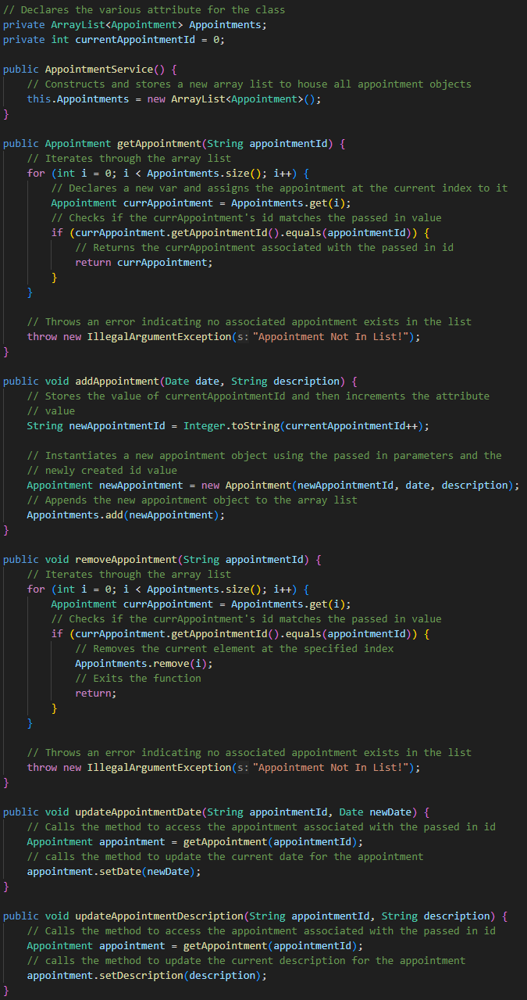 // Declares the various attribute for the class
private ArrayList<Appointment> Appointments;
private int currentAppointmentId = 0;

public AppointmentService() {
    // Constructs and stores a new array list to house all appointment objects
    this.Appointments = new ArrayList<Appointment>();
}

public Appointment getAppointment(String appointmentId) {
    // Iterates through the array list
    for (int i = 0; i < Appointments.size(); i++) {
        // Declares a new var and assigns the appointment at the current index to it
        Appointment currAppointment = Appointments.get(i);
        // Checks if the currAppointment's id matches the passed in value
        if (currAppointment.getAppointmentId().equals(appointmentId)) {
            // Returns the currAppointment associated with the passed in id
            return currAppointment;
        }
    }

    // Throws an error indicating no associated appointment exists in the list
    throw new IllegalArgumentException(s: "Appointment Not In List!");
}

public void addAppointment(Date date, String description) {
    // Stores the value of currentAppointmentId and then increments the attribute
    // value
    String newAppointmentId = Integer.toString(currentAppointmentId++);

    // Instantiates a new appointment object using the passed in parameters and the
    // newly created id value
    Appointment newAppointment = new Appointment(newAppointmentId, date, description);
    // Appends the new appointment object to the array list
    Appointments.add(newAppointment);
}

public void removeAppointment(String appointmentId) {
    // Iterates through the array list
    for (int i = 0; i < Appointments.size(); i++) {
        Appointment currAppointment = Appointments.get(i);
        // Checks if the currAppointment's id matches the passed in value
        if (currAppointment.getAppointmentId().equals(appointmentId)) {
            // Removes the current element at the specified index
            Appointments.remove(i);
            // Exits the function
            return;
        }
    }

    // Throws an error indicating no associated appointment exists in the list
    throw new IllegalArgumentException(s: "Appointment Not In List!");
}

public void updateAppointmentDate(String appointmentId, Date newDate) {
    // Calls the method to access the appointment associated with the passed in id
    Appointment appointment = getAppointment(appointmentId);
    // calls the method to update the current date for the appointment
    appointment.setDate(newDate);
}

public void updateAppointmentDescription(String appointmentId, String description) {
    // Calls the method to access the appointment associated with the passed in id
    Appointment appointment = getAppointment(appointmentId);
    // calls the method to update the current description for the appointment
    appointment.setDescription(description);
}